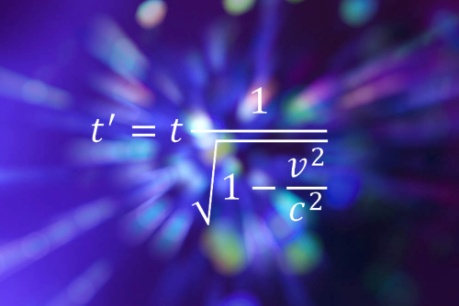 t′ = t 1/√(1 − v²/c²)